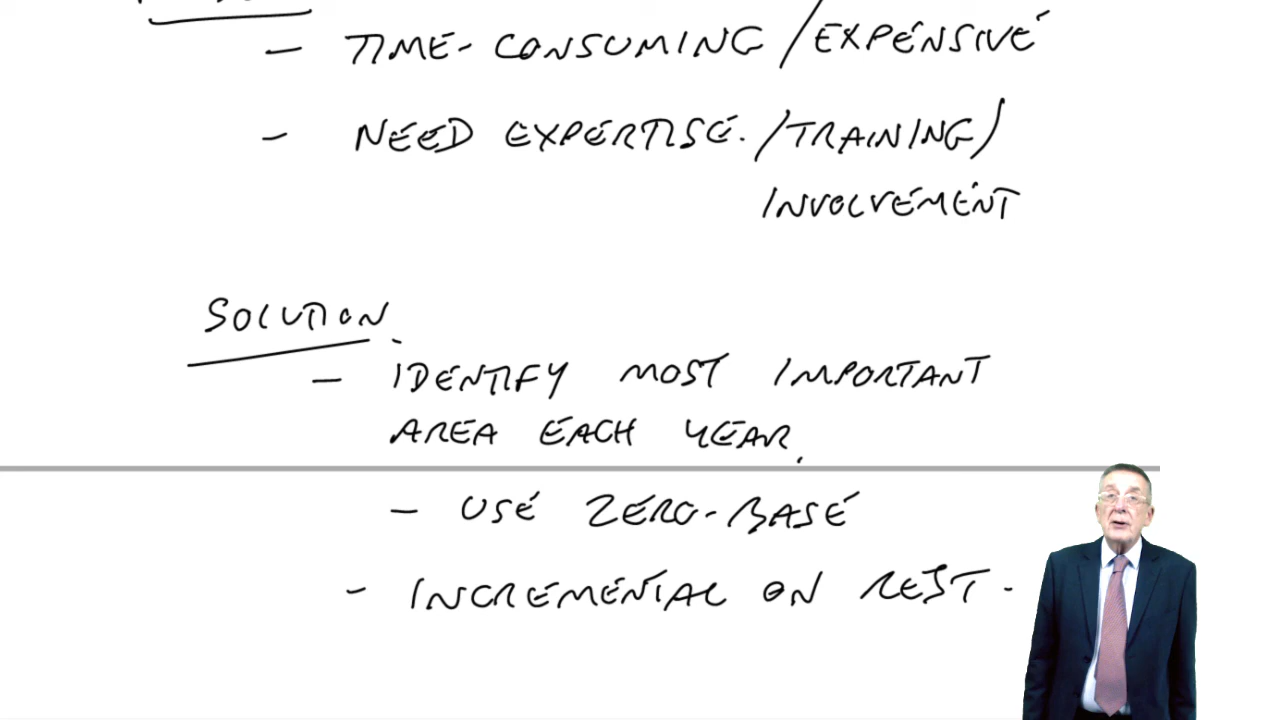 - TIME-CONSUMING/EXPENSIVE
- NEED EXPERTISE./TRAINING/
INVOLVEMENT
SOLUTION.
- IDENTIFY MOST IMPORTANT
AREA EACH YEAR.
- USE ZERO-BASE
- INCREMENTAL ON REST.